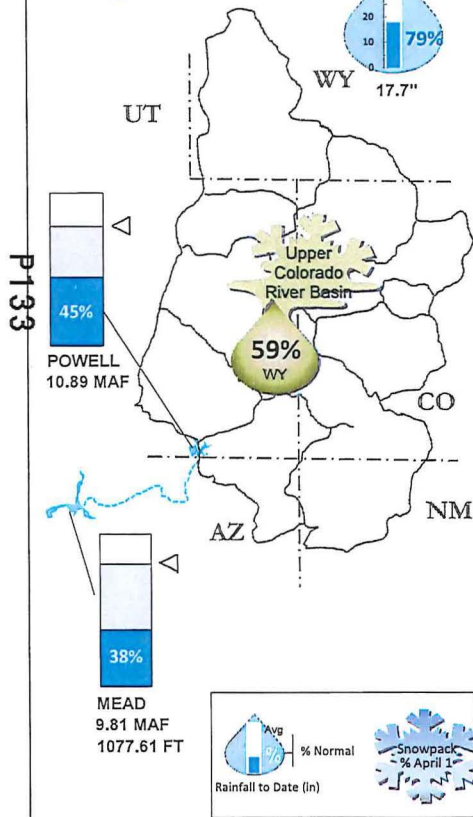 20
10
0
79%
17.7"
WY
UT
P133
Upper
Colorado
River Basin
45%
59%
WY
POWELL
10.89 MAF
CO
NM
AZ
38%
MEAD
9.81 MAF
1077.61 FT
Avg
%
% Normal
Rainfall to Date (in)
Snowpack
% April 1